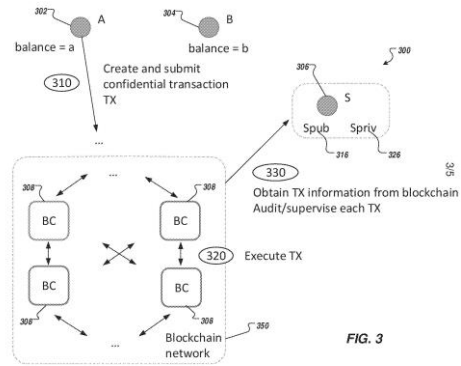 302
A
304
B
balance = a
balance = b
310
Create and submit
confidential transaction
TX
300
306
S
Spub
Spriv
316
326
...
330
Obtain TX information from blockchain
Audit/supervise each TX
3/5
...
308
308
BC
BC
320
Execute TX
BC
BC
308
308
...
Blockchain
network
350
FIG. 3